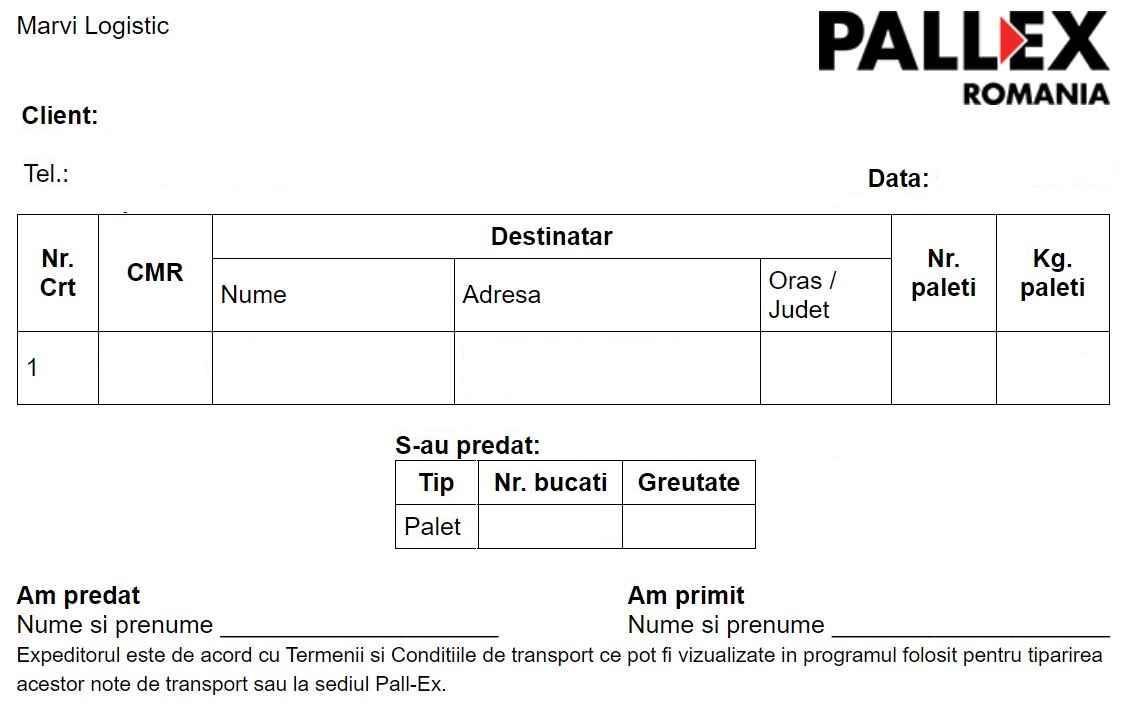 Marvi Logistic
PALLEX
ROMANIA
Client:
Tel.:
Data:
Nr. Crt
CMR
Destinatar
Nume
Adresa
Oras /
Judet
Nr.
paleti
Kg.
paleti
1
S-au predat:
Tip Nr. bucati Greutate
Palet
Am predat
Nume si prenume ____________________
Am primit
Nume si prenume ____________________
Expeditorul este de acord cu Termenii si Conditiile de transport ce pot fi vizualizate in programul folosit pentru tiparirea
acestor note de transport sau la sediul Pall-Ex.